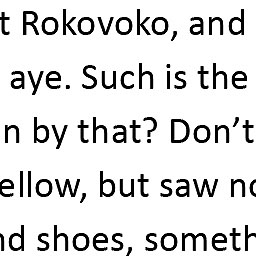 t Rokovoko, and
aye. Such is the
n by that? Don’t
ellow, but saw no
nd shoes, someth